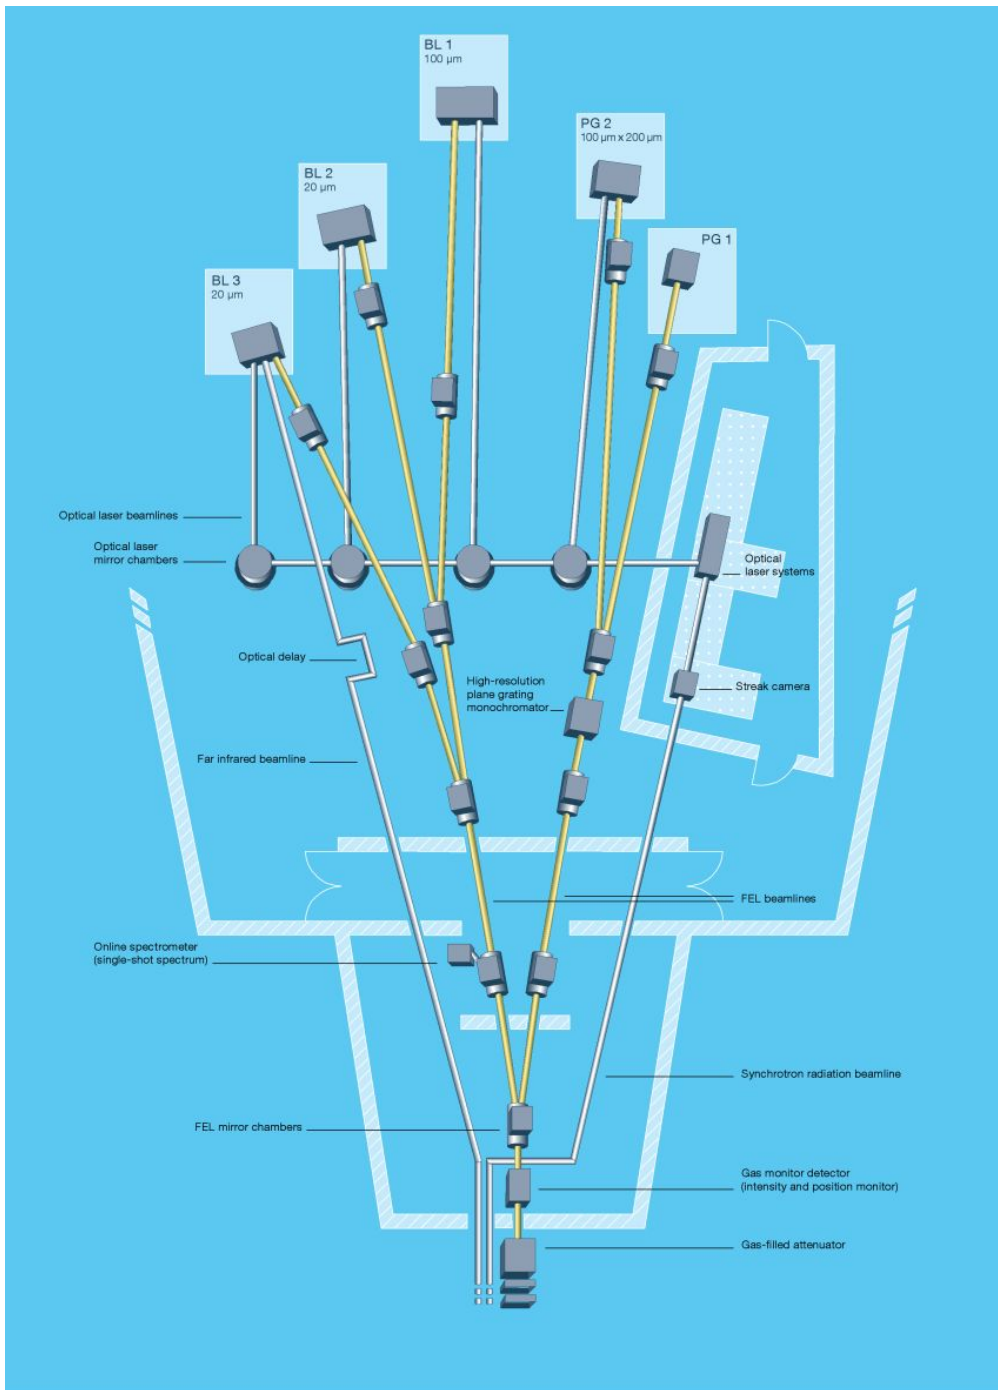 BL 1
100 µm
PG 2
100 µm x 200 µm
BL 2
20 µm
PG 1
BL 3
20 µm
Optical laser beamlines
Optical laser
mirror chambers
Optical
laser systems
Optical delay
High-resolution
plane grating
monochromator
Streak camera
Far infrared beamline
FEL beamlines
Online spectrometer
(single-shot spectrum)
Synchrotron radiation beamline
FEL mirror chambers
Gas monitor detector
(intensity and position monitor)
Gas-filled attenuator